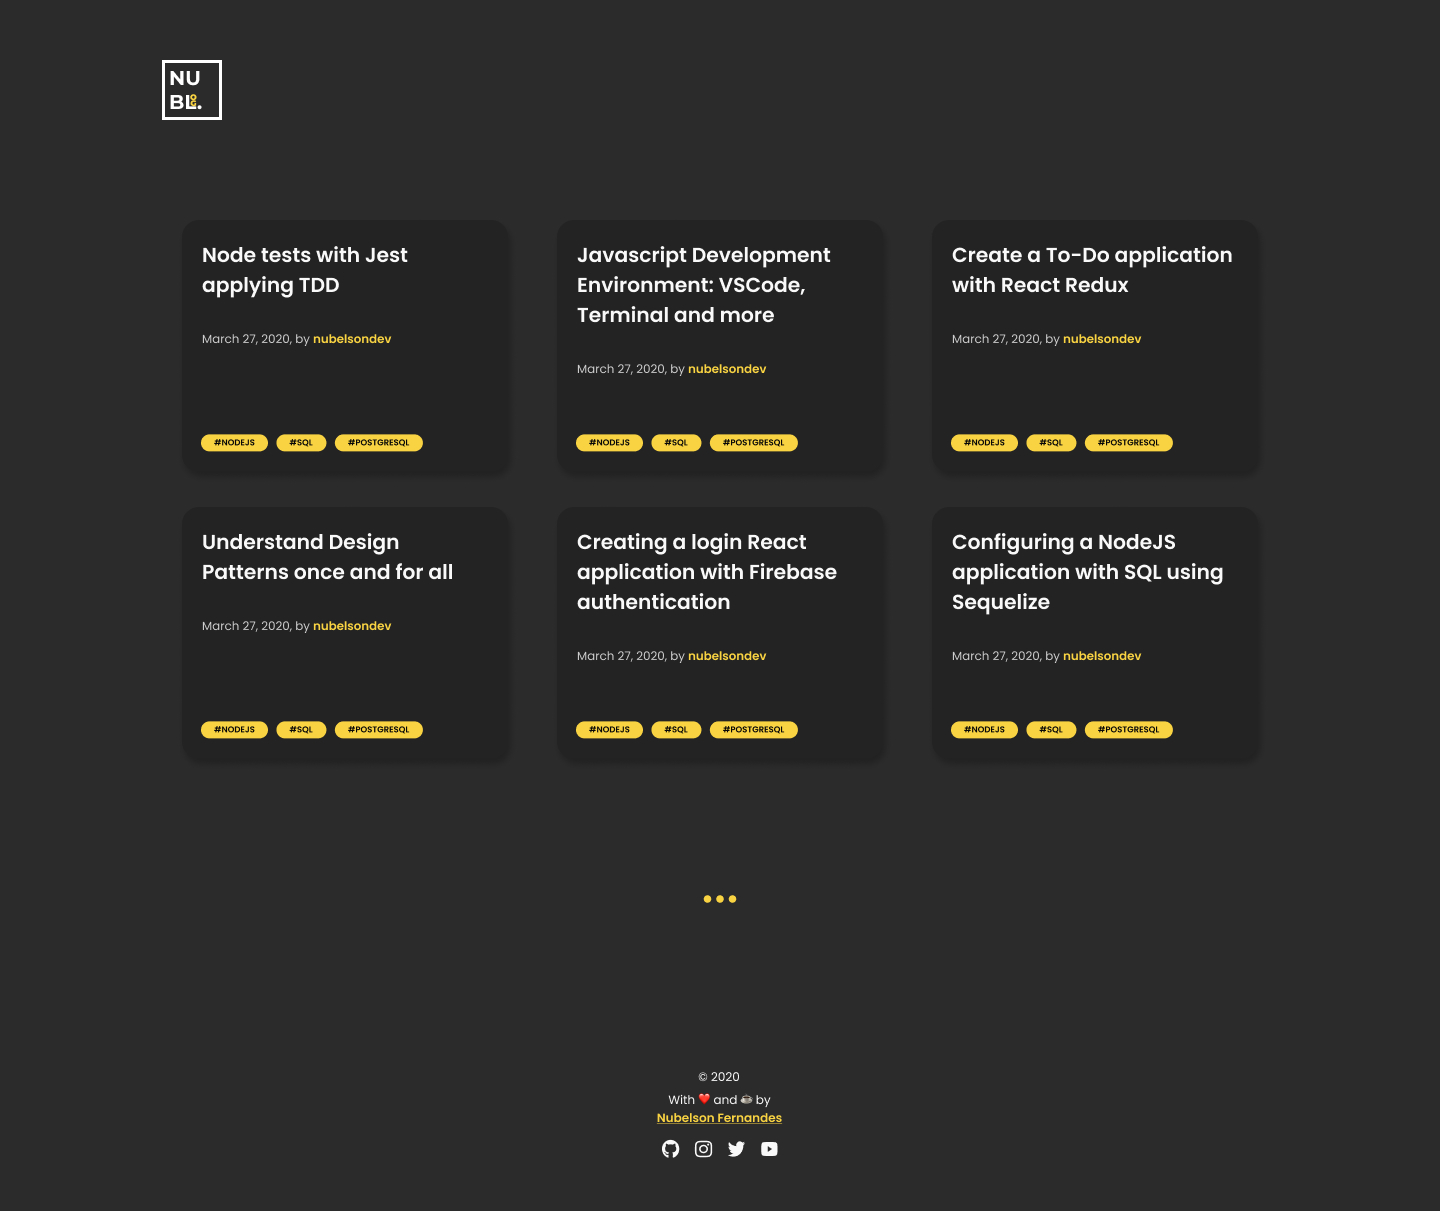 NU
BL.
Node tests with Jest
applying TDD
March 27, 2020, by nubelsondev
#NODEJS #SQL #POSTGRESQL
Javascript Development
Environment: VSCode,
Terminal and more
March 27, 2020, by nubelsondev
#NODEJS #SQL #POSTGRESQL
Create a To-Do application
with React Redux
March 27, 2020, by nubelsondev
#NODEJS #SQL #POSTGRESQL
Understand Design
Patterns once and for all
March 27, 2020, by nubelsondev
#NODEJS #SQL #POSTGRESQL
Creating a login React
application with Firebase
authentication
March 27, 2020, by nubelsondev
#NODEJS #SQL #POSTGRESQL
Configuring a NodeJS
application with SQL using
Sequelize
March 27, 2020, by nubelsondev
#NODEJS #SQL #POSTGRESQL
© 2020
With ❤️ and ☕ by
Nubelson Fernandes